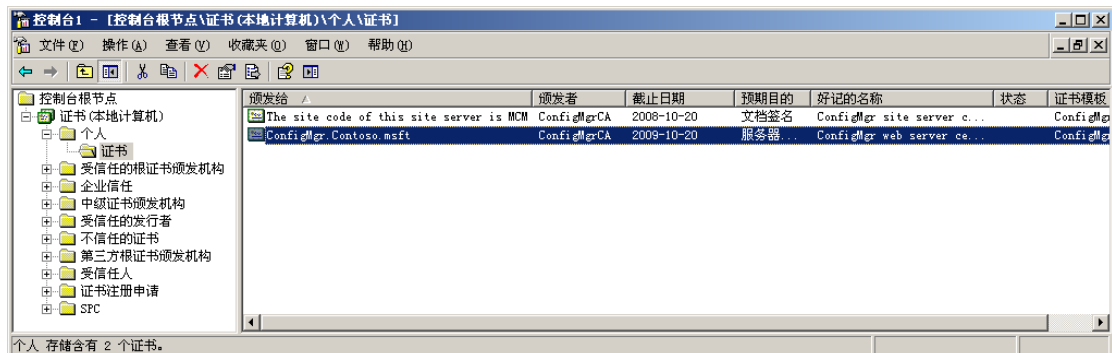 控制台1 - [控制台根节点\证书(本地计算机)\个人\证书]
文件(F) 操作(A) 查看(V) 收藏夹(O) 窗口(W) 帮助(H)
控制台根节点
证书(本地计算机)
个人
证书
受信任的根证书颁发机构
企业信任
中级证书颁发机构
受信任的发行者
不信任的证书
第三方根证书颁发机构
受信任人
证书注册申请
SPC
颁发给 颁发者 截止日期 预期目的 好记的名称 状态 证书模板
The site code of this site server is MCM ConfigMgrCA 2008-10-20 文档签名 ConfigMgr site server c... ConfigMg
ConfigMgr.Contoso.msft ConfigMgrCA 2009-10-20 服务器... ConfigMgr web server ce... ConfigMg
个人 存储含有 2 个证书。